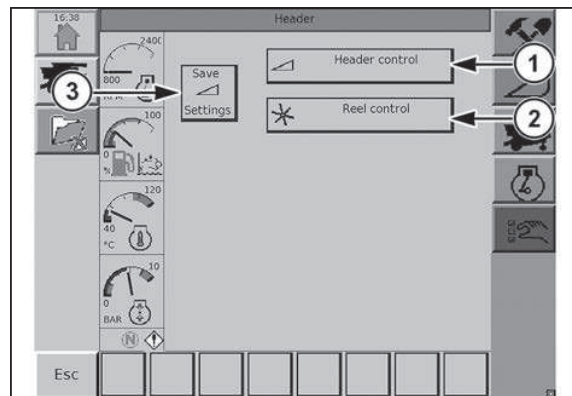 16:38
Header
2400
800
RPM
Save
Settings
Header control
Reel control
1
2
3
100
0
%
120
40
°C
10
0
BAR
N
Esc